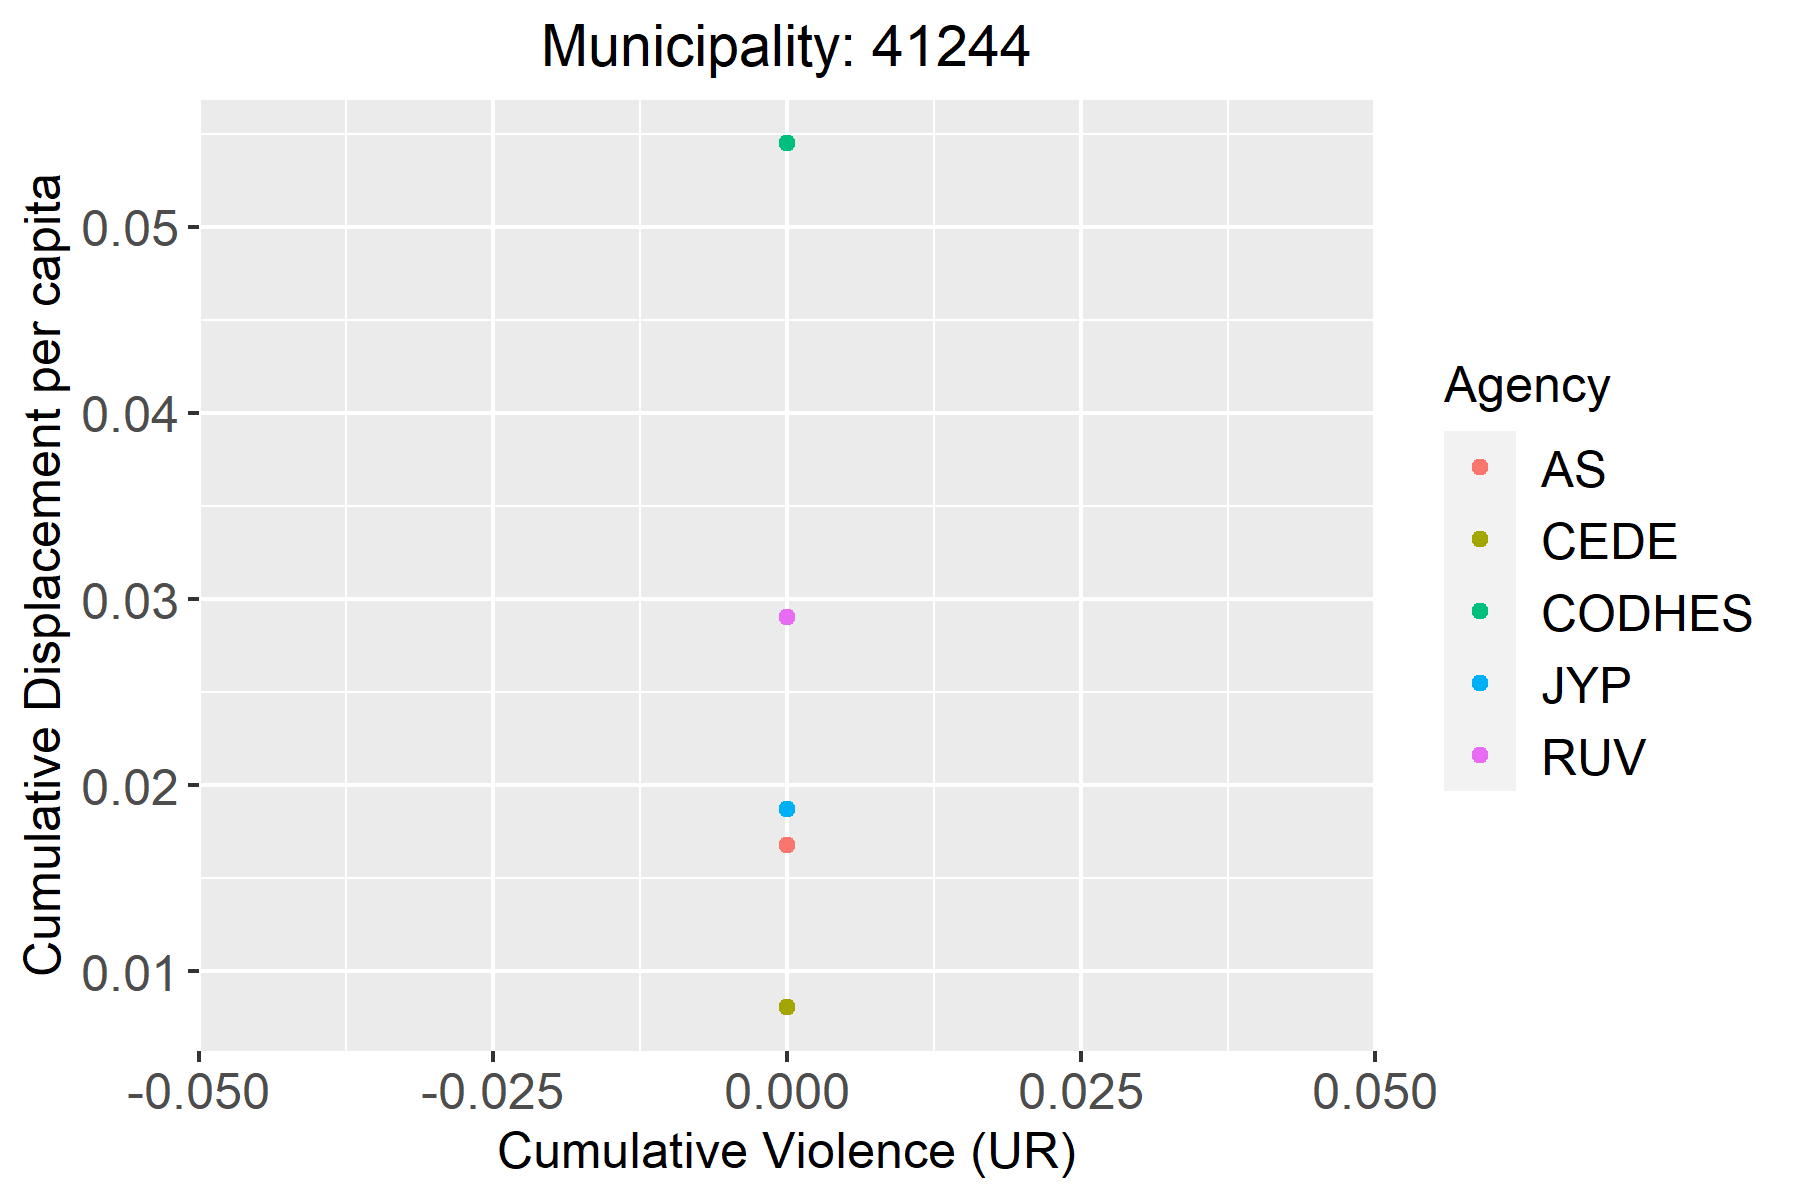 Municipality: 41244
Cumulative Displacement per capita
0.05
0.04
0.03
0.02
0.01
-0.050
-0.025
0.000
0.025
0.050
Cumulative Violence (UR)
Agency
AS
CEDE
CODHES
JYP
RUV